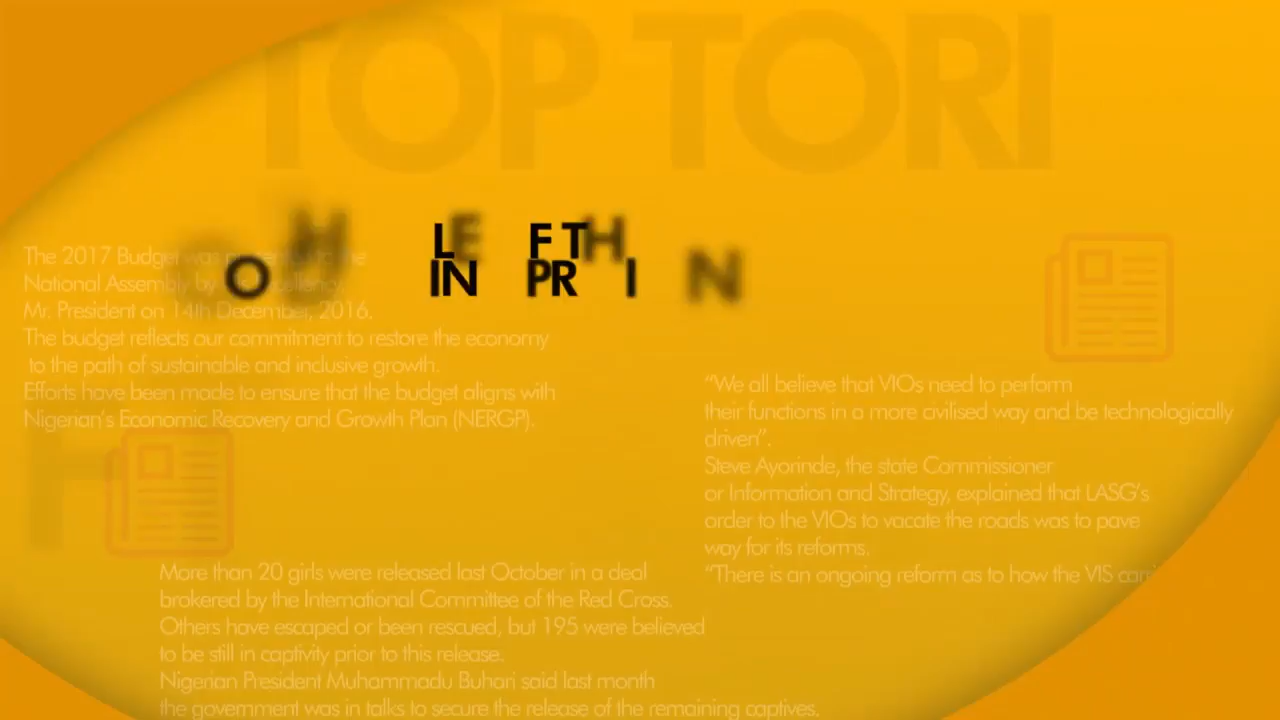 TOP TORI
The 2017 Budget was the
National Assembly by Excellency,
Mr. President on 14th December, 2016.
The budget reflects our commitment to restore the economy
to the path of sustainable and inclusive growth.
Efforts have been made to ensure that the budget aligns with
Nigerian's Economic Recovery and Growth Plan (NERGP).
"We all believe that VIOs need to perform
their functions in a more civilised way and be technologically
driven".
Steve Ayorinde, the state Commissioner
or Information and Strategy, explained that LASG's
order to the VIOs to vacate the roads was to pave
way for its reforms.
"There is an ongoing reform as to how the VIS
More than 20 girls were released last October in a deal
brokered by the International Committee of the Red Cross.
Others have escaped or been rescued, but 195 were believed
to be still in captivity prior to this release.
Nigerian President Muhammadu Buhari said last month
the government was in talks to secure the release of the remaining captives.